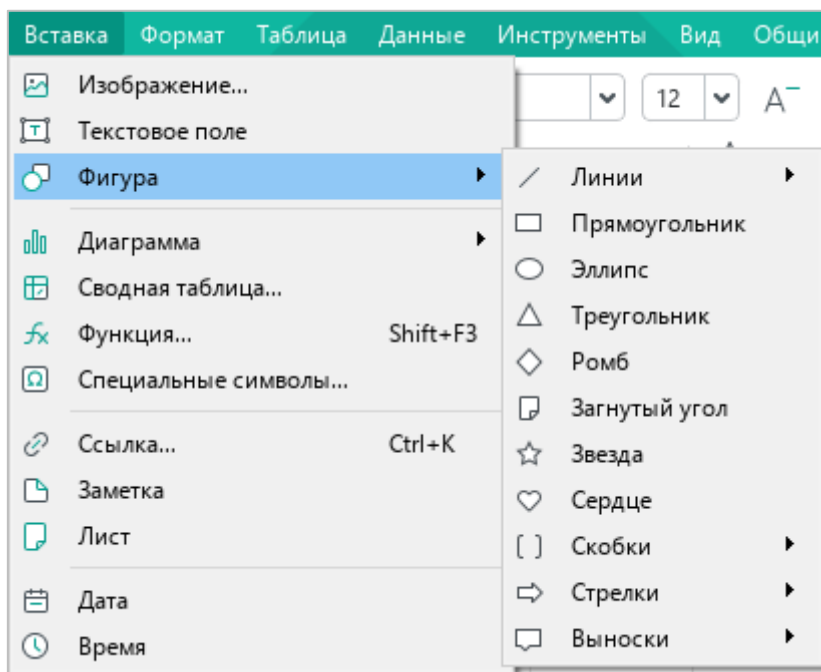 Вставка Формат Таблица Данные Инструменты Вид Общи
Изображение...
12 A
Текстовое поле
Фигура
Диаграмма
Сводная таблица...
Функция... Shift+F3
Специальные символы...
Ссылка... Ctrl+K
Заметка
Лист
Дата
Время
Линии
Прямоугольник
Эллипс
Треугольник
Ромб
Загнутый угол
Звезда
Сердце
Скобки
Стрелки
Выноски